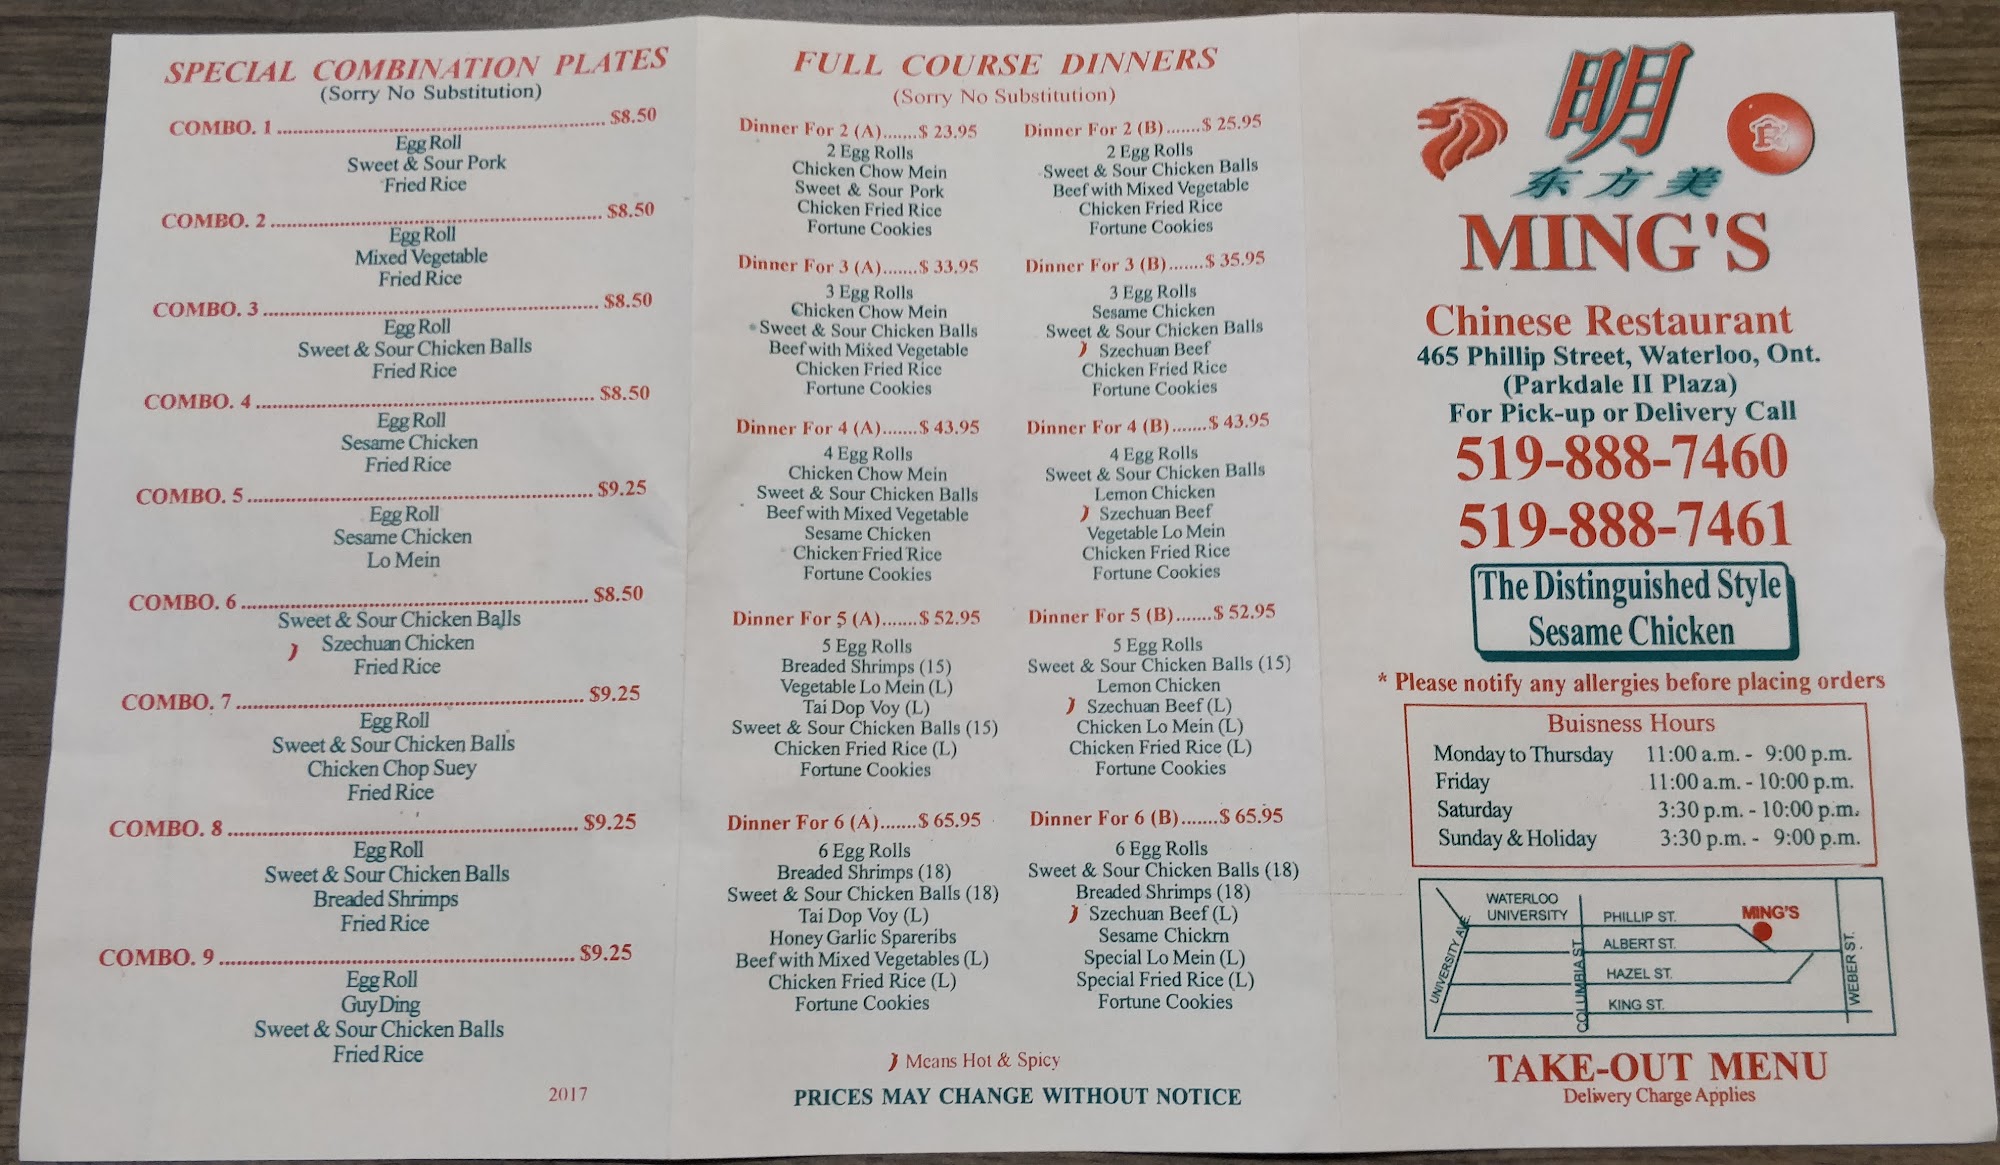 SPECIAL COMBINATION PLATES
(Sorry No Substitution)
COMBO. 1 ........ $8.50
Egg Roll
Sweet & Sour Pork
Fried Rice
COMBO. 2 ........ $8.50
Egg Roll
Mixed Vegetable
Fried Rice
COMBO. 3 ........ $8.50
Egg Roll
Sweet & Sour Chicken Balls
Fried Rice
COMBO. 4 ........ $8.50
Egg Roll
Sesame Chicken
Fried Rice
COMBO. 5 ........ $9.25
Egg Roll
Sesame Chicken
Lo Mein
COMBO. 6 ........ $8.50
Sweet & Sour Chicken Balls
Szechuan Chicken
Fried Rice
COMBO. 7 ........ $9.25
Egg Roll
Sweet & Sour Chicken Balls
Chicken Chop Suey
Fried Rice
COMBO. 8 ........ $9.25
Egg Roll
Sweet & Sour Chicken Balls
Breaded Shrimps
Fried Rice
COMBO. 9 ........ $9.25
Egg Roll
Guy Ding
Sweet & Sour Chicken Balls
Fried Rice
2017
FULL COURSE DINNERS
(Sorry No Substitution)
Dinner For 2 (A).......$ 23.95
2 Egg Rolls
Chicken Chow Mein
Sweet & Sour Pork
Chicken Fried Rice
Fortune Cookies
Dinner For 3 (A).......$ 33.95
3 Egg Rolls
Chicken Chow Mein
Sweet & Sour Chicken Balls
Beef with Mixed Vegetable
Chicken Fried Rice
Fortune Cookies
Dinner For 4 (A).......$ 43.95
4 Egg Rolls
Chicken Chow Mein
Sweet & Sour Chicken Balls
Beef with Mixed Vegetable
Sesame Chicken
Chicken Fried Rice
Fortune Cookies
Dinner For 5 (A).......$ 52.95
5 Egg Rolls
Breaded Shrimps (15)
Vegetable Lo Mein (L)
Tai Dop Voy (L)
Sweet & Sour Chicken Balls (15)
Chicken Fried Rice (L)
Fortune Cookies
Dinner For 6 (A).......$ 65.95
6 Egg Rolls
Breaded Shrimps (18)
Sweet & Sour Chicken Balls (18)
Tai Dop Voy (L)
Honey Garlic Spareribs
Beef with Mixed Vegetables (L)
Chicken Fried Rice (L)
Fortune Cookies
Dinner For 2 (B).......$ 25.95
2 Egg Rolls
Sweet & Sour Chicken Balls
Beef with Mixed Vegetable
Chicken Fried Rice
Fortune Cookies
Dinner For 3 (B).......$ 35.95
3 Egg Rolls
Sesame Chicken
Sweet & Sour Chicken Balls
Szechuan Beef
Chicken Fried Rice
Fortune Cookies
Dinner For 4 (B).......$ 43.95
4 Egg Rolls
Sweet & Sour Chicken Balls
Lemon Chicken
Szechuan Beef
Vegetable Lo Mein
Chicken Fried Rice
Fortune Cookies
Dinner For 5 (B).......$ 52.95
5 Egg Rolls
Sweet & Sour Chicken Balls (15)
Lemon Chicken
Szechuan Beef (L)
Chicken Lo Mein (L)
Chicken Fried Rice (L)
Fortune Cookies
Dinner For 6 (B).......$ 65.95
6 Egg Rolls
Sweet & Sour Chicken Balls (18)
Breaded Shrimps (18)
Szechuan Beef (L)
Sesame Chickrn
Special Lo Mein (L)
Special Fried Rice (L)
Fortune Cookies
Means Hot & Spicy
PRICES MAY CHANGE WITHOUT NOTICE
明
东方美
MING'S
Chinese Restaurant
465 Phillip Street, Waterloo, Ont.
(Parkdale II Plaza)
For Pick-up or Delivery Call
519-888-7460
519-888-7461
The Distinguished Style
Sesame Chicken
* Please notify any allergies before placing orders
Buisness Hours
Monday to Thursday 11:00 a.m. - 9:00 p.m.
Friday 11:00 a.m. - 10:00 p.m.
Saturday 3:30 p.m. - 10:00 p.m.
Sunday & Holiday 3:30 p.m. - 9:00 p.m.
WATERLOO
UNIVERSITY
UNIVERSITY AVE.
COLUMBIA ST.
PHILLIP ST.
MING'S
ALBERT ST.
HAZEL ST.
KING ST.
WEBER ST.
TAKE-OUT MENU
Delivery Charge Applies